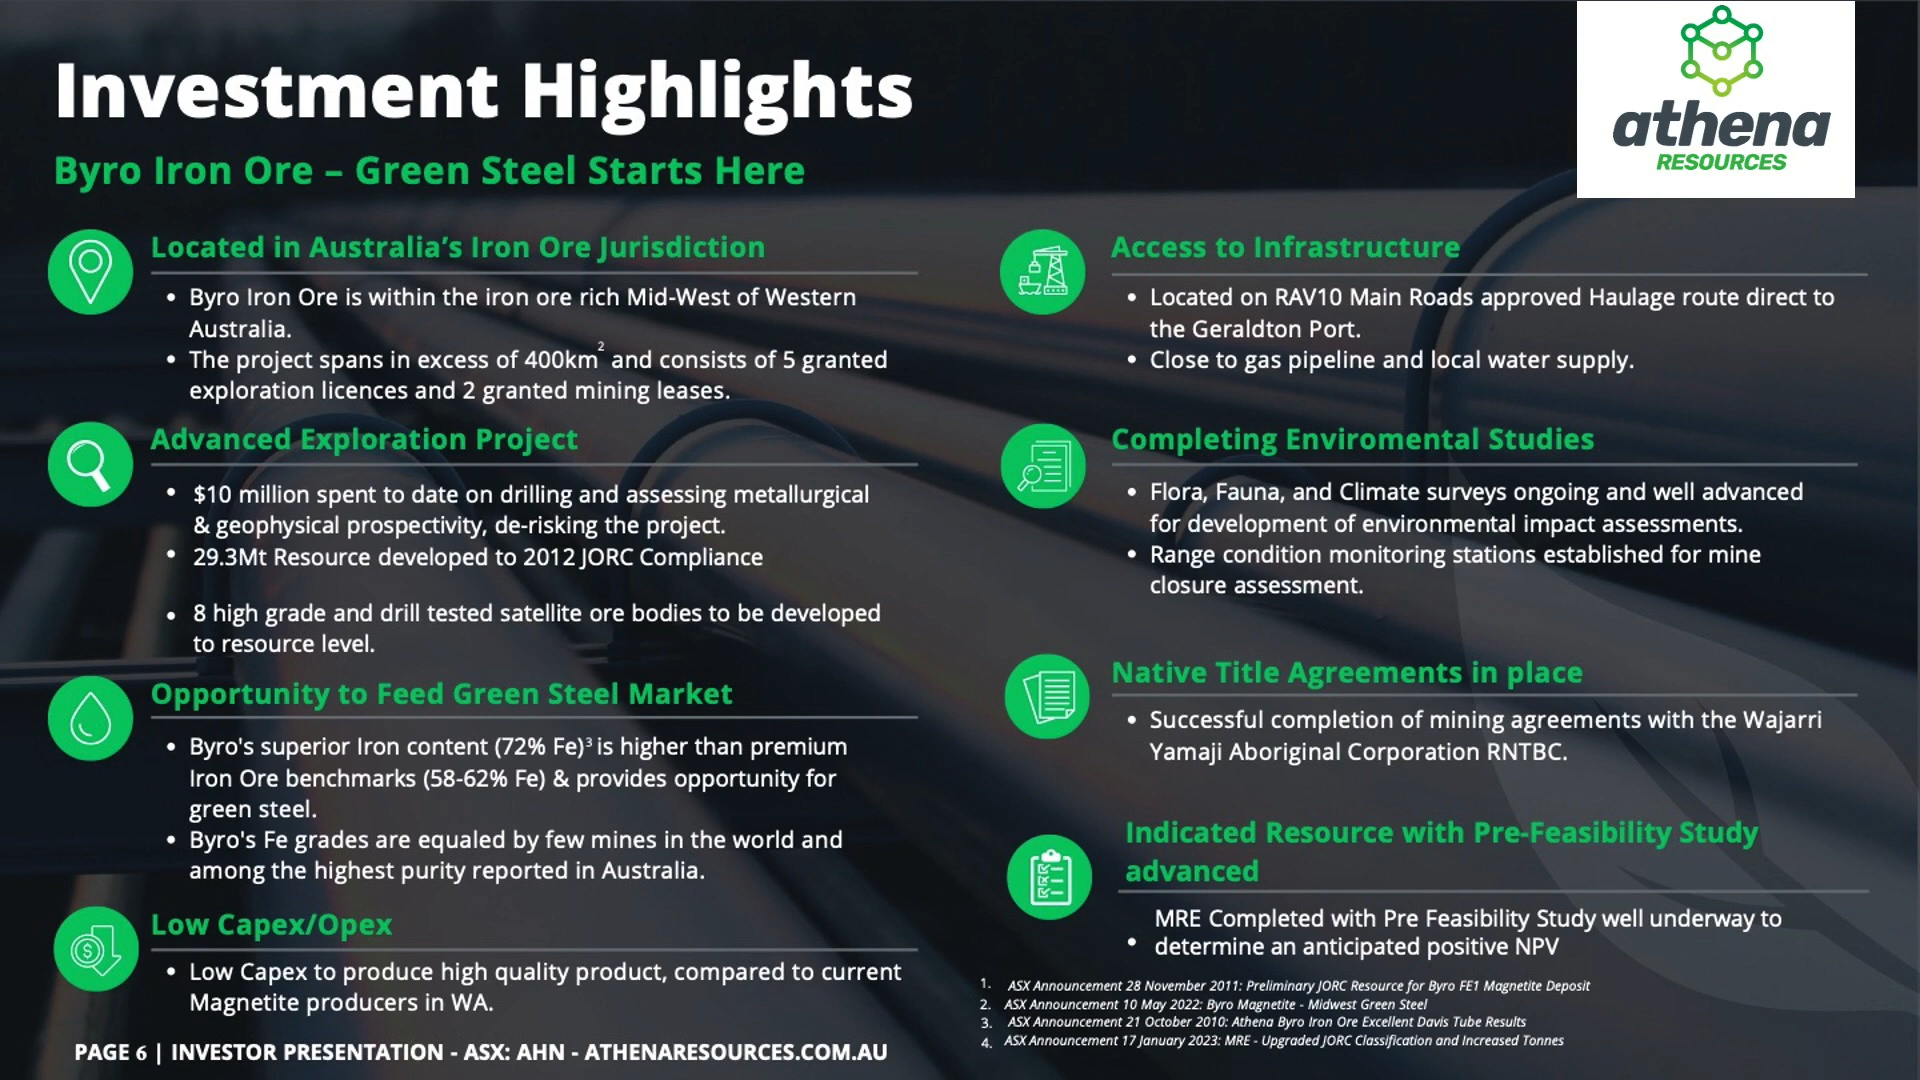 Investment Highlights
Byro Iron Ore – Green Steel Starts Here
athena
RESOURCES
Located in Australia’s Iron Ore Jurisdiction
• Byro Iron Ore is within the iron ore rich Mid-West of Western
Australia.
• The project spans in excess of 400km² and consists of 5 granted
exploration licences and 2 granted mining leases.
Advanced Exploration Project
• $10 million spent to date on drilling and assessing metallurgical
& geophysical prospectivity, de-risking the project.
• 29.3Mt Resource developed to 2012 JORC Compliance
• 8 high grade and drill tested satellite ore bodies to be developed
to resource level.
Opportunity to Feed Green Steel Market
• Byro's superior Iron content (72% Fe)³ is higher than premium
Iron Ore benchmarks (58-62% Fe) & provides opportunity for
green steel.
• Byro's Fe grades are equaled by few mines in the world and
among the highest purity reported in Australia.
Low Capex/Opex
$
• Low Capex to produce high quality product, compared to current
Magnetite producers in WA.
Access to Infrastructure
• Located on RAV10 Main Roads approved Haulage route direct to
the Geraldton Port.
• Close to gas pipeline and local water supply.
Completing Enviromental Studies
• Flora, Fauna, and Climate surveys ongoing and well advanced
for development of environmental impact assessments.
• Range condition monitoring stations established for mine
closure assessment.
Native Title Agreements in place
• Successful completion of mining agreements with the Wajarri
Yamaji Aboriginal Corporation RNTBC.
Indicated Resource with Pre-Feasibility Study
advanced
MRE Completed with Pre Feasibility Study well underway to
• determine an anticipated positive NPV
1. ASX Announcement 28 November 2011: Preliminary JORC Resource for Byro FE1 Magnetite Deposit
2. ASX Announcement 10 May 2022: Byro Magnetite - Midwest Green Steel
3. ASX Announcement 21 October 2010: Athena Byro Iron Ore Excellent Davis Tube Results
4. ASX Announcement 17 January 2023: MRE - Upgraded JORC Classification and Increased Tonnes
PAGE 6 | INVESTOR PRESENTATION - ASX: AHN - ATHENARESOURCES.COM.AU